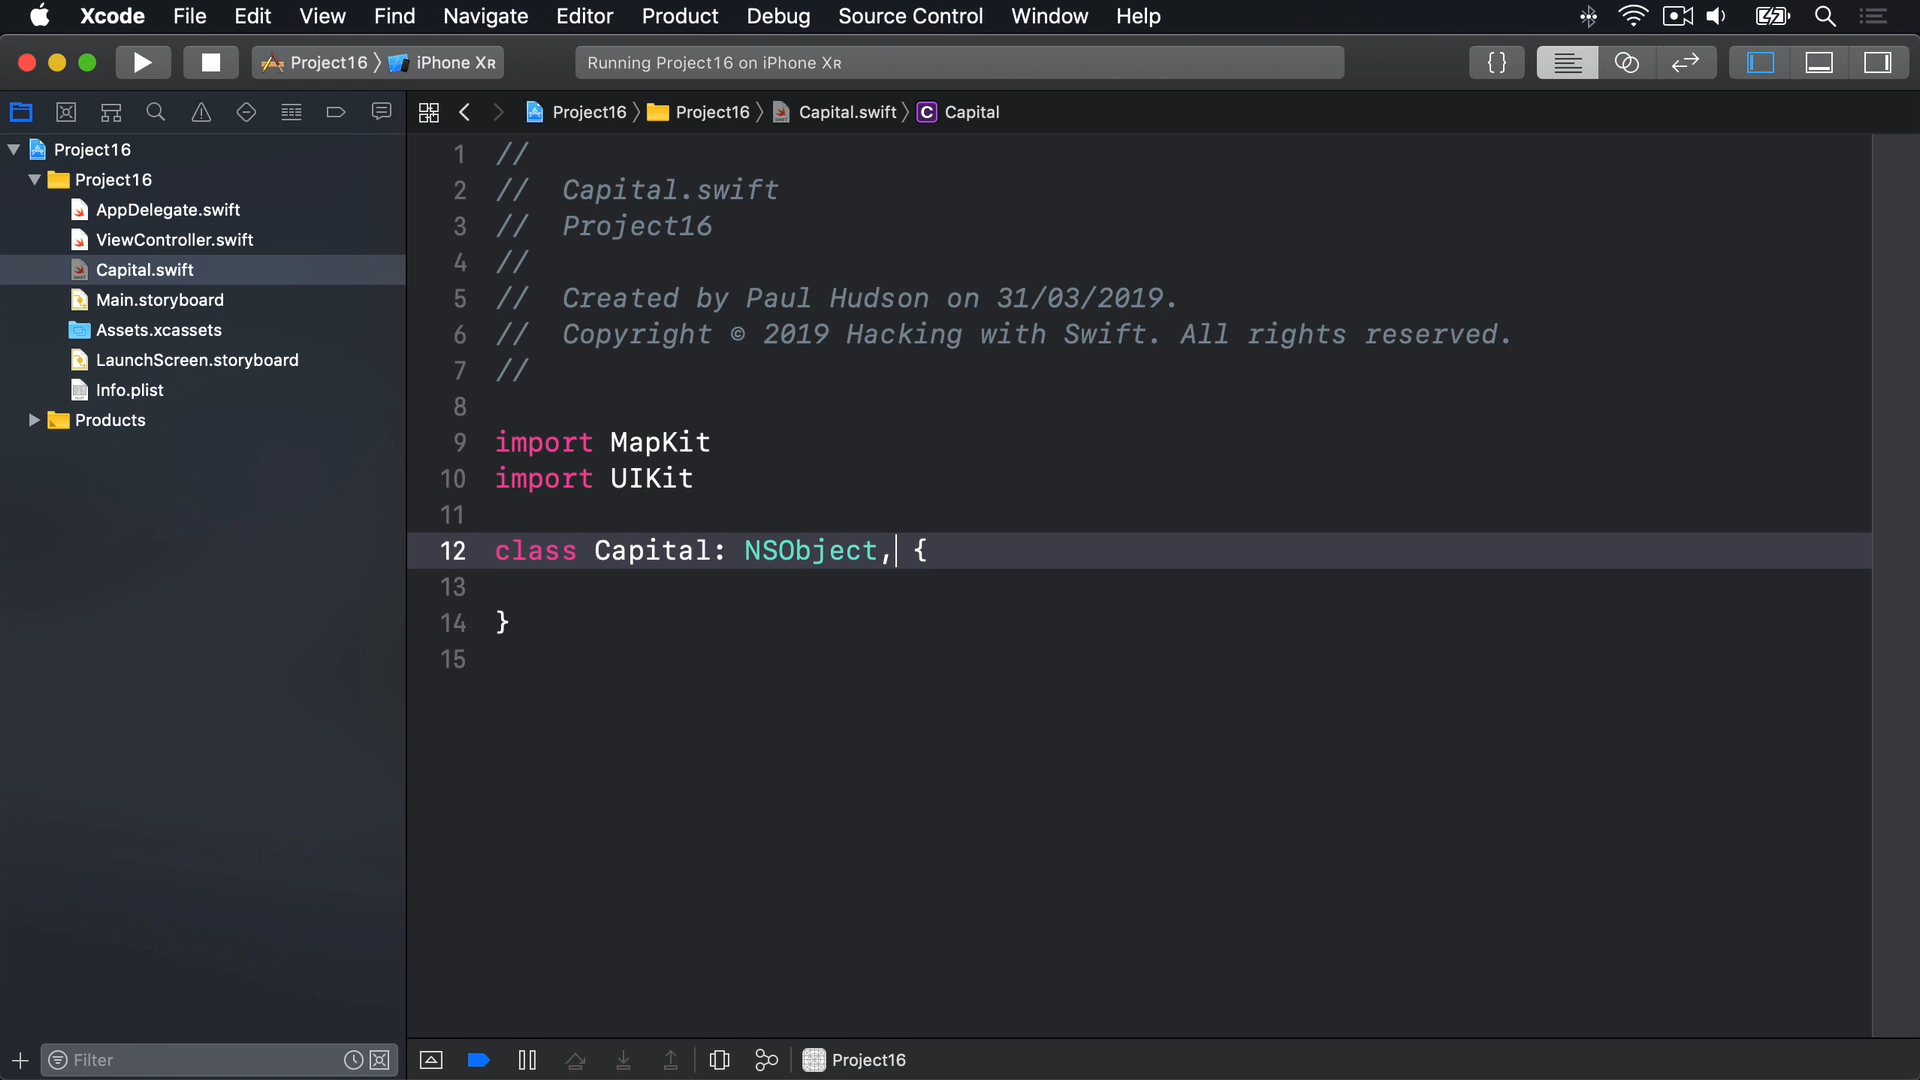 Xcode File Edit View Find Navigate Editor Product Debug Source Control Window Help
Project16 iPhone XR Running Project16 on iPhone XR
Project16 Project16 Capital.swift C Capital
Project16
Project16
AppDelegate.swift
ViewController.swift
Capital.swift
Main.storyboard
Assets.xcassets
LaunchScreen.storyboard
Info.plist
Products
1 //
2 // Capital.swift
3 // Project16
4 //
5 // Created by Paul Hudson on 31/03/2019.
6 // Copyright © 2019 Hacking with Swift. All rights reserved.
7 //
8
9 import MapKit
10 import UIKit
11
12 class Capital: NSObject, {
13
14 }
15
Filter
Project16